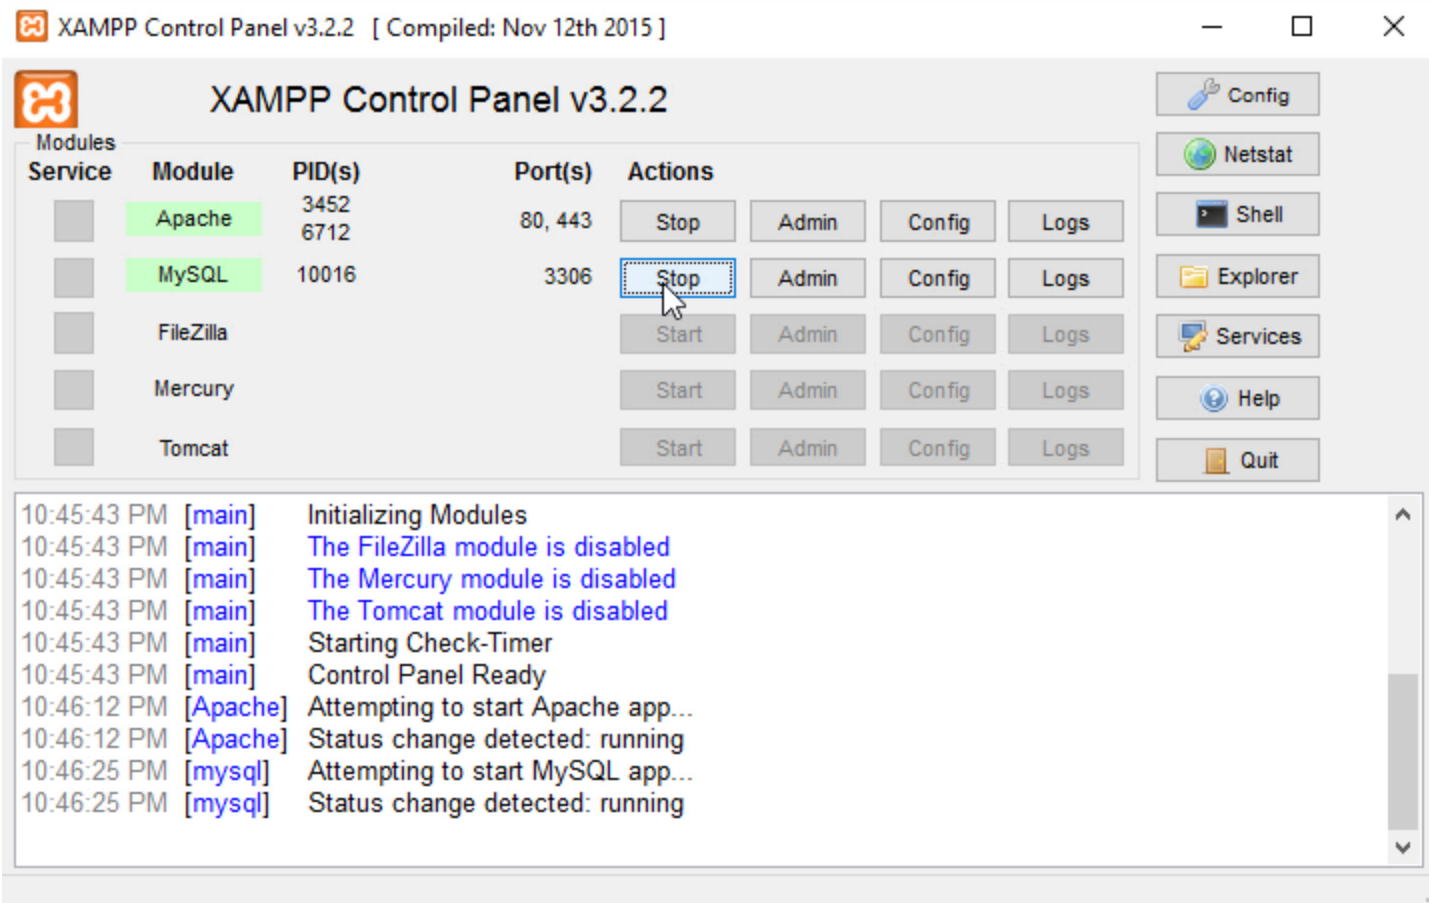 XAMPP Control Panel v3.2.2 [ Compiled: Nov 12th 2015 ]
XAMPP Control Panel v3.2.2
Config
Modules
Netstat
Service Module PID(s) Port(s) Actions
Apache 3452 6712 80, 443 Stop Admin Config Logs
Shell
MySQL 10016 3306 Stop Admin Config Logs
Explorer
FileZilla Start Admin Config Logs
Services
Mercury Start Admin Config Logs
Help
Tomcat Start Admin Config Logs
Quit
10:45:43 PM [main] Initializing Modules
10:45:43 PM [main] The FileZilla module is disabled
10:45:43 PM [main] The Mercury module is disabled
10:45:43 PM [main] The Tomcat module is disabled
10:45:43 PM [main] Starting Check-Timer
10:45:43 PM [main] Control Panel Ready
10:46:12 PM [Apache] Attempting to start Apache app...
10:46:12 PM [Apache] Status change detected: running
10:46:25 PM [mysql] Attempting to start MySQL app...
10:46:25 PM [mysql] Status change detected: running